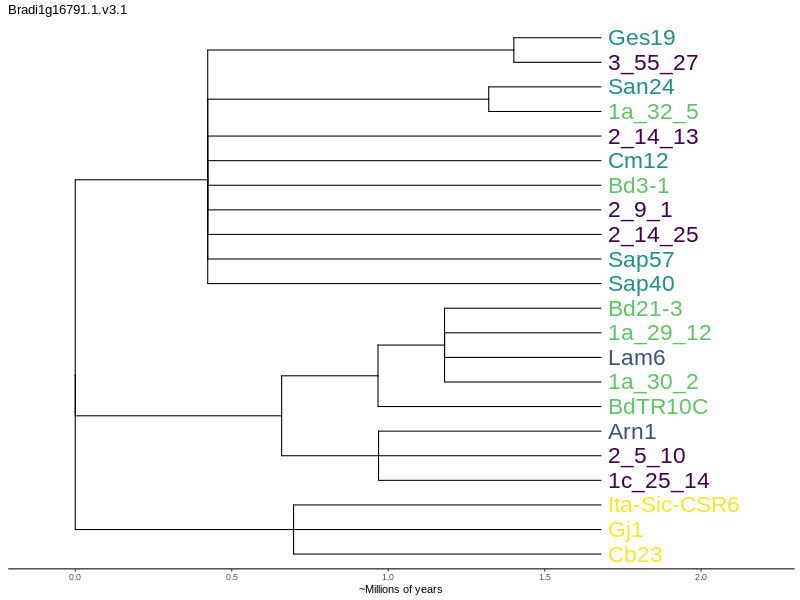 Bradi1g16791.1.v3.1
Ges19
3_55_27
San24
1a_32_5
2_14_13
Cm12
Bd3-1
2_9_1
2_14_25
Sap57
Sap40
Bd21-3
1a_29_12
Lam6
1a_30_2
BdTR10C
Arn1
2_5_10
1c_25_14
Ita-Sic-CSR6
Gj1
Cb23
0.0 0.5 1.0 1.5 2.0
~Millions of years